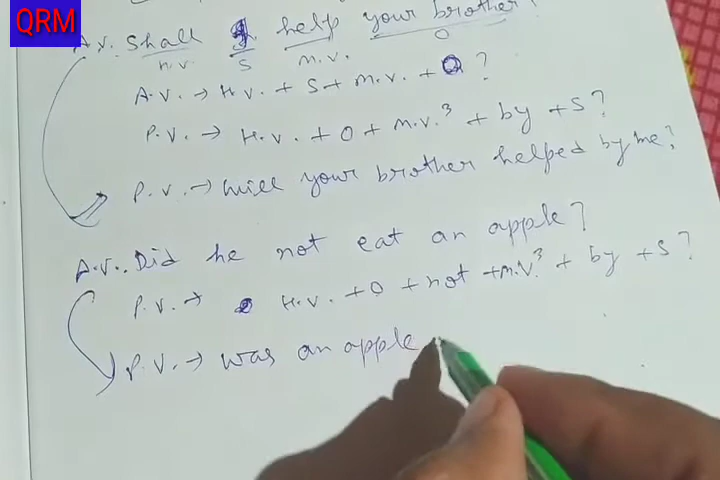 QRM
A.V. Shall I help your brother?
H.V. S M.V. O
A.V. → H.V. + S + M.V. + O ?
P.V. → H.V. + O + M.V.³ + by + S ?
P.V. → will your brother helped by me ?
A.V. Did he not eat an apple ?
P.V. → H.V. + O + not + M.V.³ + by + S ?
P.V. → was an apple